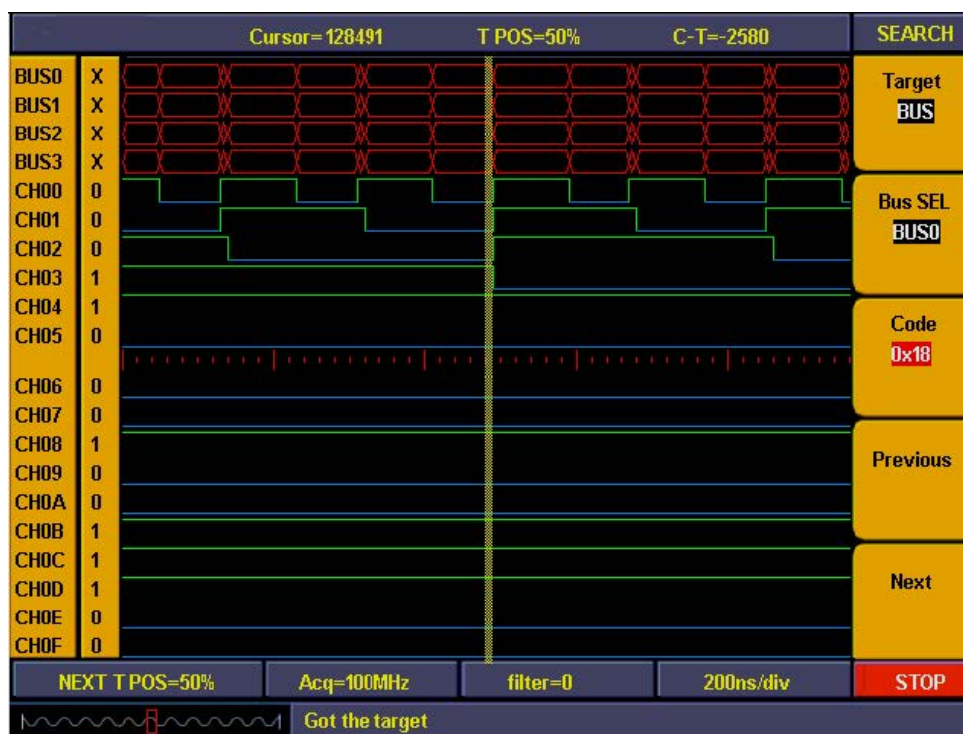 Cursor=128491 T POS=50% C-T=-2580 SEARCH
BUS0 X
BUS1 X
BUS2 X
BUS3 X
CH00 0
CH01 0
CH02 0
CH03 1
CH04 1
CH05 0
CH06 0
CH07 0
CH08 1
CH09 0
CH0A 0
CH0B 1
CH0C 1
CH0D 1
CH0E 0
CH0F 0
Target
BUS
Bus SEL
BUS0
Code
0x18
Previous
Next
NEXT T POS=50% Acq=100MHz filter=0 200ns/div STOP
Got the target